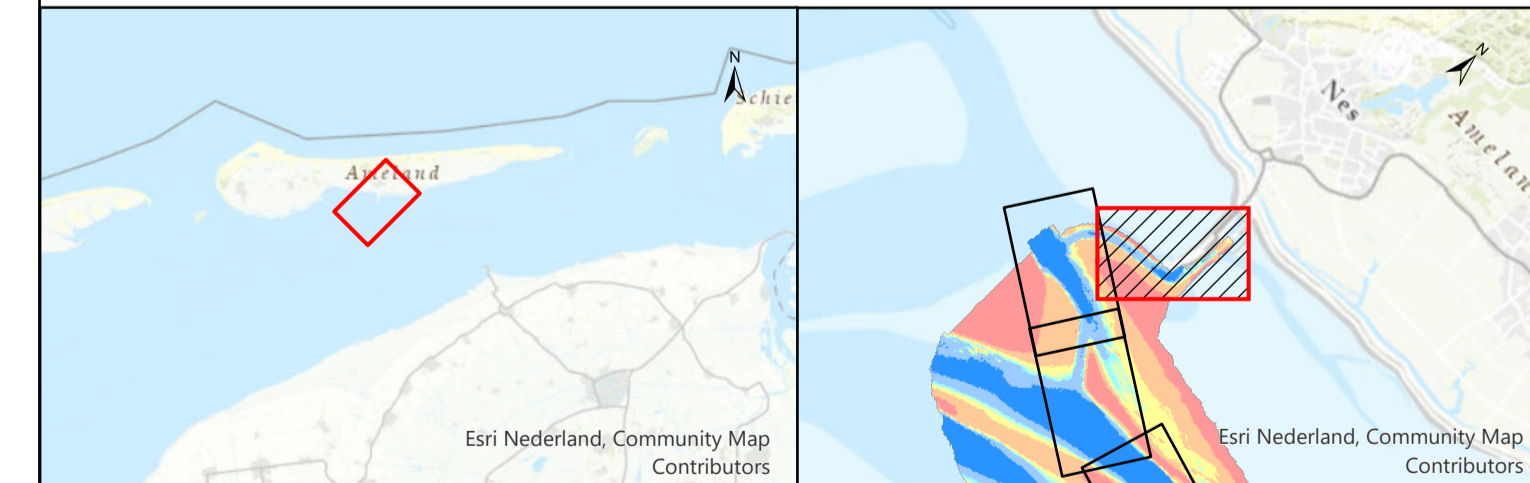 N
Schie
Ameland
Esri Nederland, Community Map
Contributors
N
Nes
Amelan
Esri Nederland, Community Map
Contributors